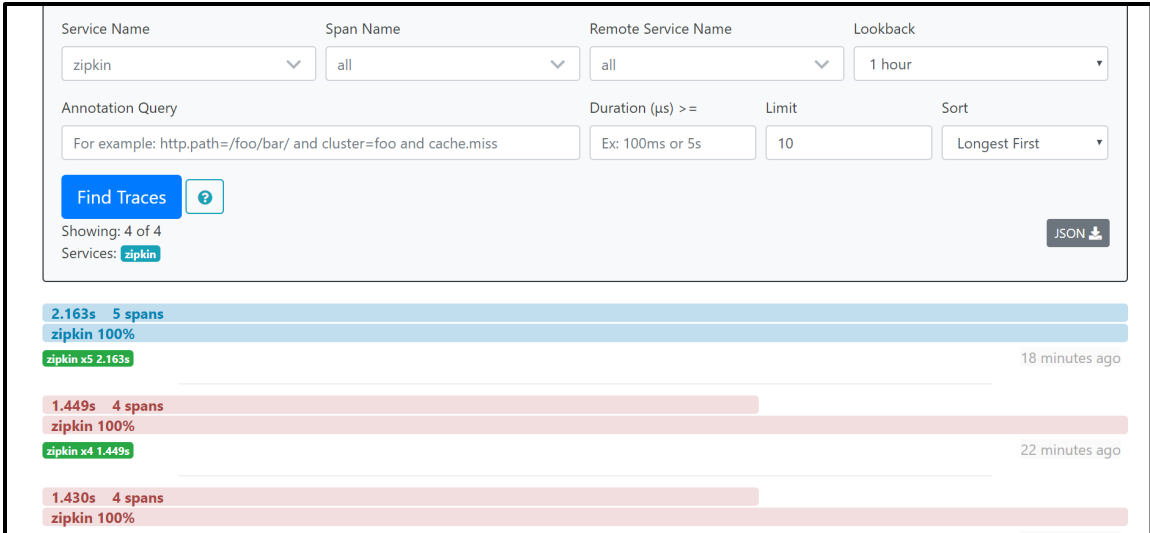 Service Name Span Name Remote Service Name Lookback
zipkin all all 1 hour
Annotation Query Duration (μs) >= Limit Sort
For example: http.path=/foo/bar/ and cluster=foo and cache.miss Ex: 100ms or 5s 10 Longest First
Find Traces ?
Showing: 4 of 4
JSON
Services: zipkin
2.163s 5 spans
zipkin 100%
zipkin x5 2.163s 18 minutes ago
1.449s 4 spans
zipkin 100%
zipkin x4 1.449s 22 minutes ago
1.430s 4 spans
zipkin 100%